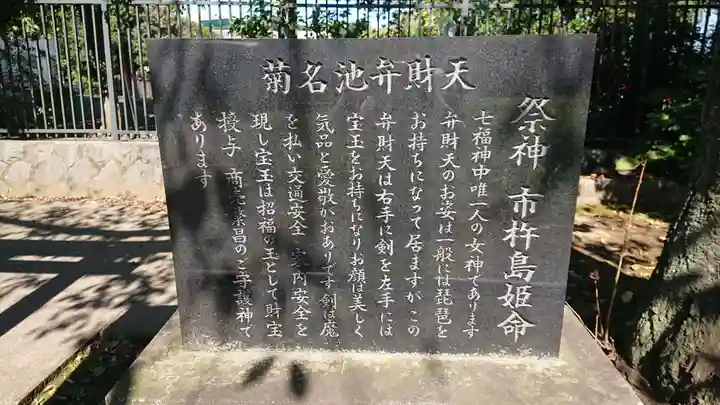 菊名池弁財天
祭神 市杵島姫命
七福神中唯一人の女神であります
弁財天のお姿は一般には琵琶を
お持ちになって居ますがこの
弁財天は右手に剣を左手には
宝玉をお持ちになりお顔は美しく
気品と愛敬がおありです 剣は魔
を払い交通安全 家内安全を
現し宝玉は招福の玉として財宝
授与 商売繁昌のご守護神で
あります